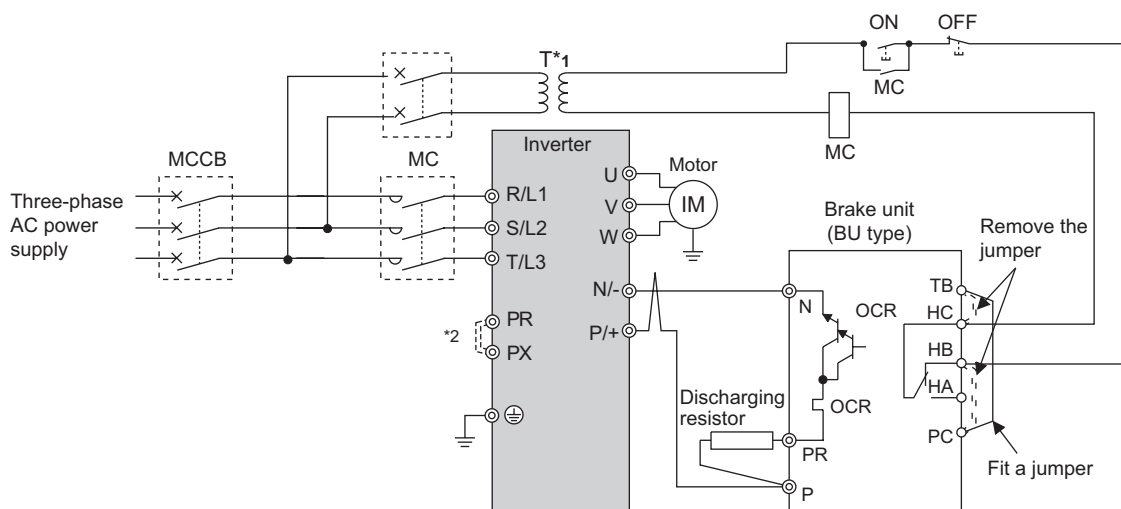 ON
OFF
T*1
MC
MC
Inverter
MCCB
MC
Motor
Three-phase
AC power
supply
R/L1
S/L2
T/L3
U
V
W
IM
Brake unit
(BU type)
Remove the
jumper
N/-
P/+
PR
PX
*2
N
OCR
OCR
TB
HC
HB
HA
PC
Discharging
resistor
PR
P
Fit a jumper